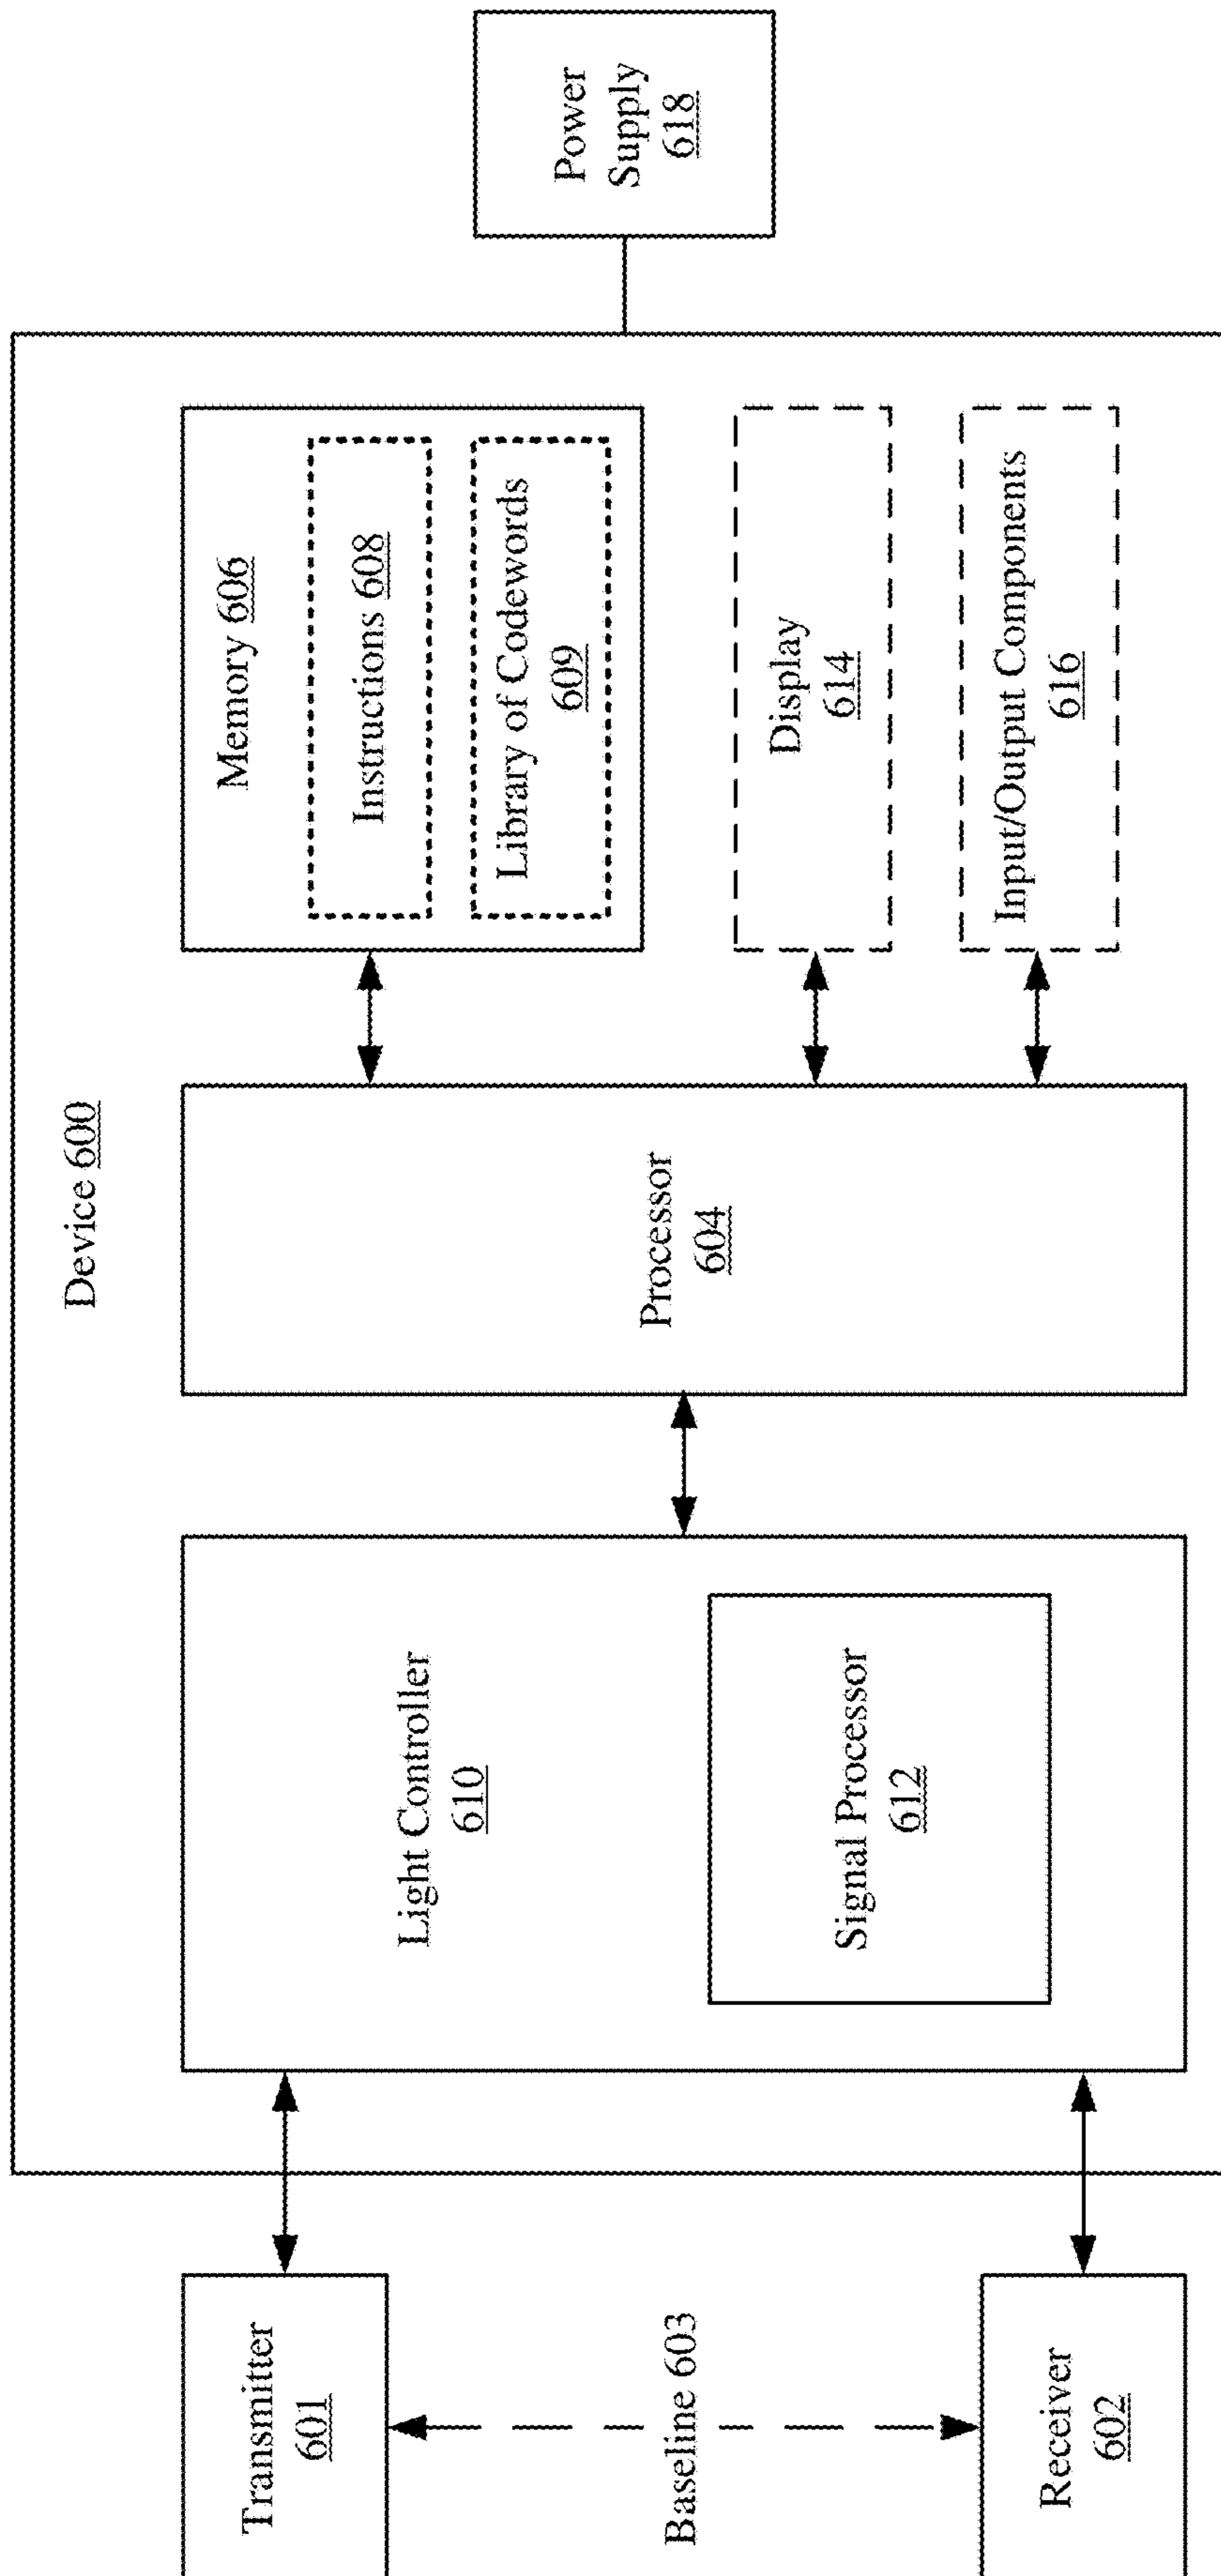 Device 600
Transmitter
601
Baseline 603
Receiver
602
Light Controller
610
Signal Processor
612
Processor
604
Memory 606
Instructions 608
Library of Codewords
609
Display
614
Input/Output Components
616
Power
Supply
618